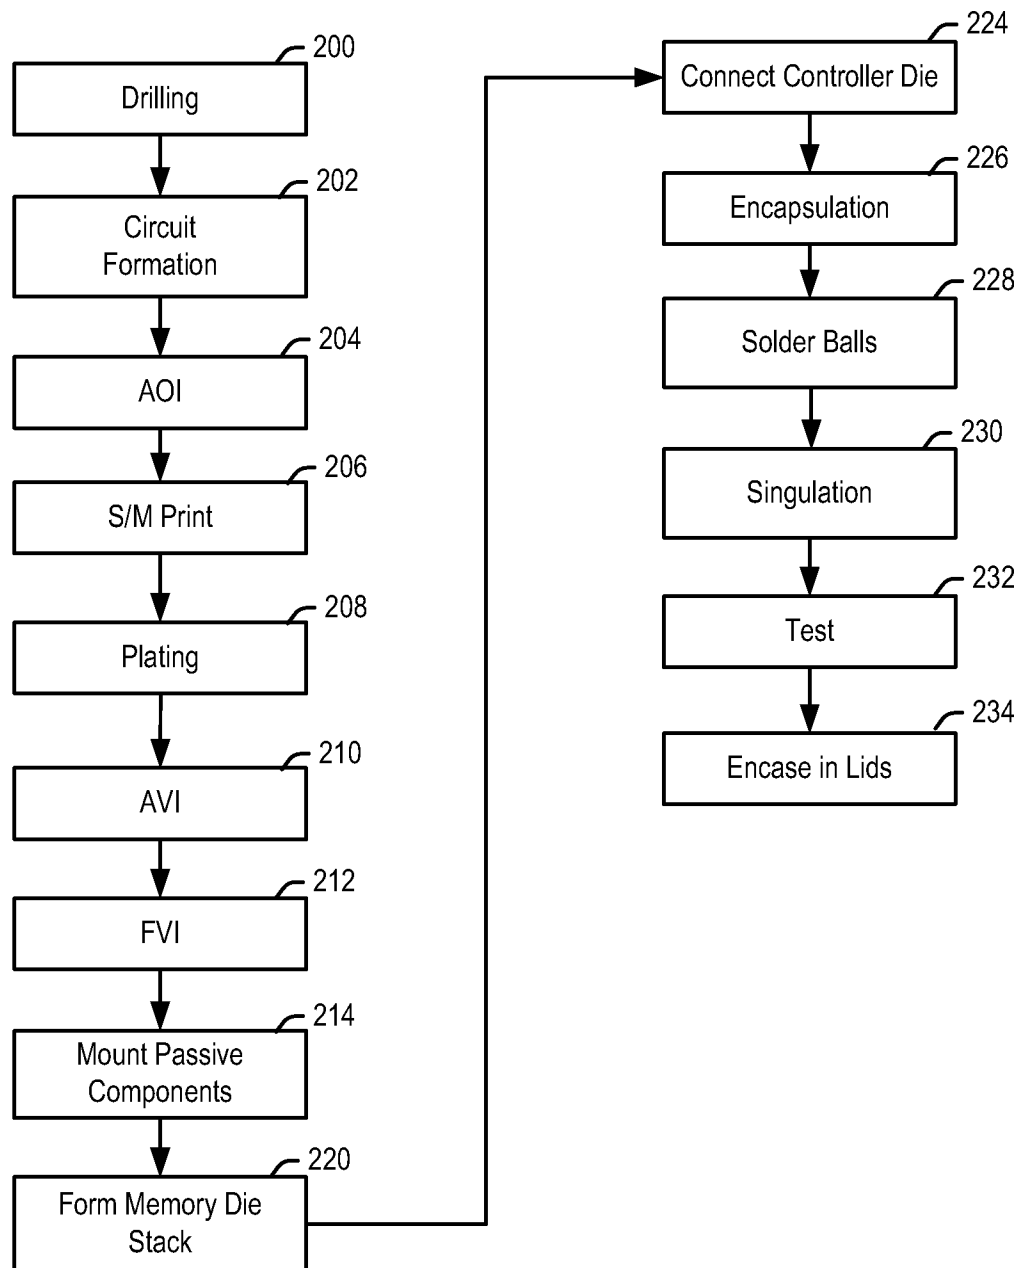 200
Drilling
202
Circuit
Formation
204
AOI
206
S/M Print
208
Plating
210
AVI
212
FVI
214
Mount Passive
Components
220
Form Memory Die
Stack
224
Connect Controller Die
226
Encapsulation
228
Solder Balls
230
Singulation
232
Test
234
Encase in Lids